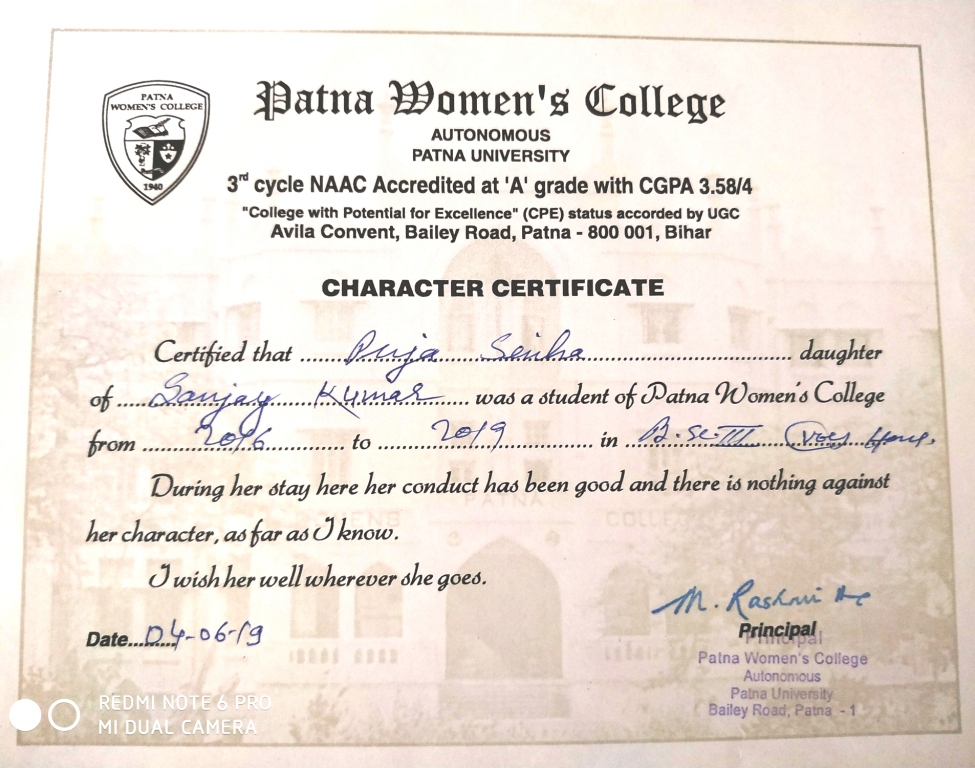 PATNA
WOMEN'S COLLEGE
1940
Patna Women's College
AUTONOMOUS
PATNA UNIVERSITY
3rd cycle NAAC Accredited at 'A' grade with CGPA 3.58/4
"College with Potential for Excellence" (CPE) status accorded by UGC
Avila Convent, Bailey Road, Patna - 800 001, Bihar
CHARACTER CERTIFICATE
Certified that ...... Puja Sinha ...... daughter
of ...... Sanjay Kumar ...... was a student of Patna Women's College
from ...... 2016 ...... to ...... 2019 ...... in ...... B.Sc III Hons.
During her stay here her conduct has been good and there is nothing against
her character, as far as I know.
I wish her well wherever she goes.
Date......04-06-19
M. Rashmi
Principal
Principal
Patna Women's College
Autonomous
Patna University
Bailey Road, Patna - 1
REDMI NOTE 6 PRO
MI DUAL CAMERA